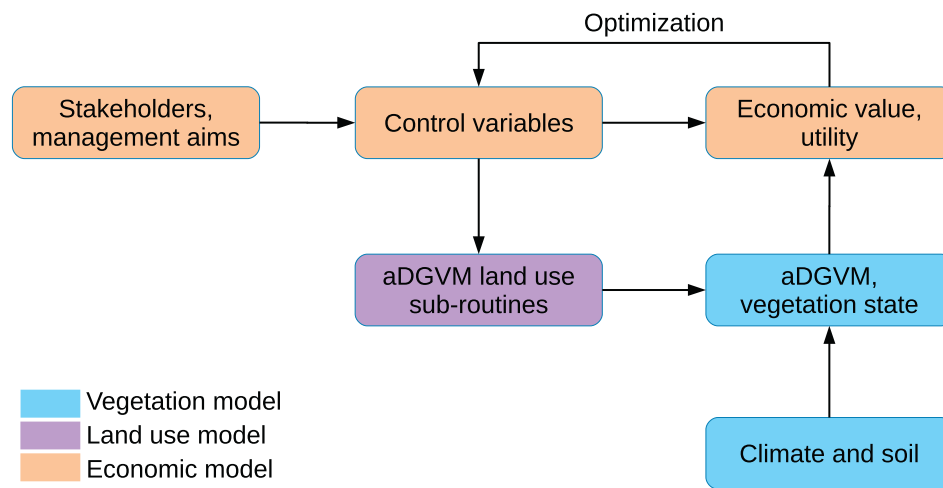 Optimization
Stakeholders,
management aims
Control variables
Economic value,
utility
aDGVM land use
sub-routines
aDGVM,
vegetation state
Vegetation model
Land use model
Economic model
Climate and soil